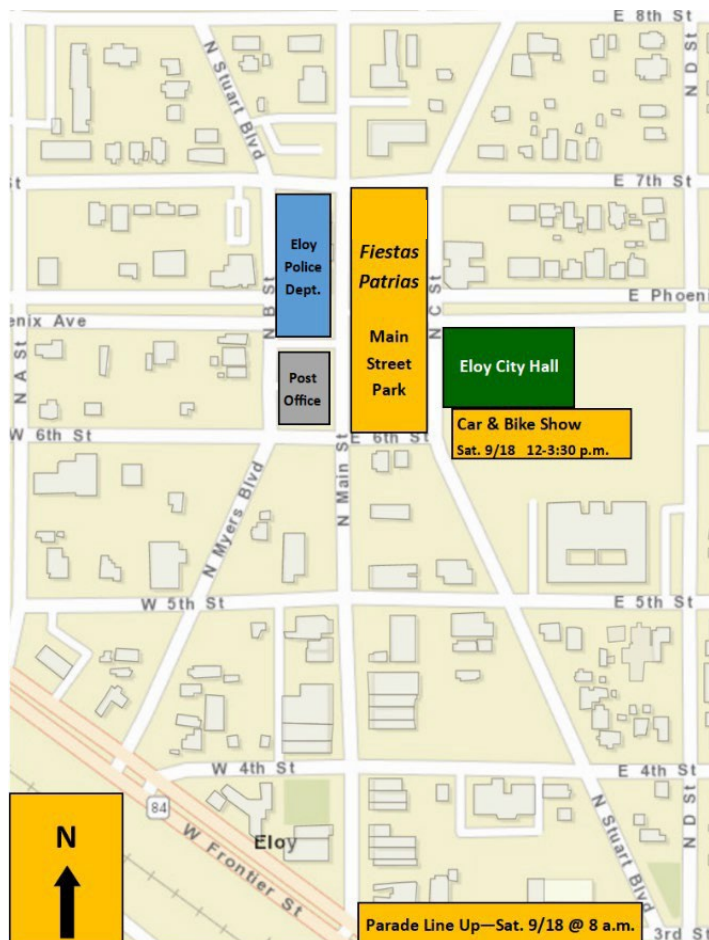 E 8th St
N Stuart Blvd
N D St
St
E 7th St
Eloy
Police
Dept.
Fiestas
Patrias
Main
Street
Park
N B St
N C St
E Phoeni
enix Ave
N A St
Post
Office
Eloy City Hall
W 6th St
E 6th St
Car & Bike Show
Sat. 9/18 12-3:30 p.m.
N Main St
N Myers Blvd
W 5th St
E 5th St
W 4th St
E 4th St
N
84
W Frontier St
Eloy
N Stuart Blvd
N D St
Parade Line Up—Sat. 9/18 @ 8 a.m.
3rd St